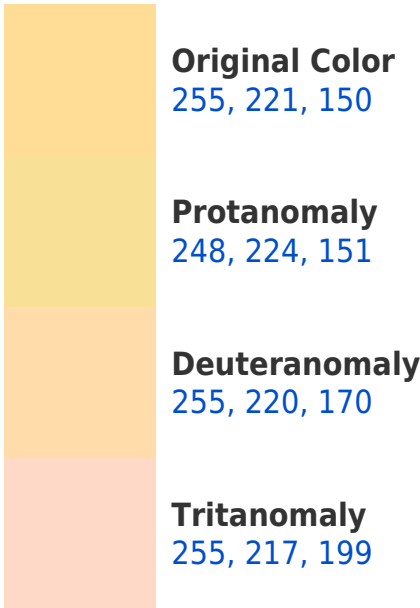 Original Color
255, 221, 150
Protanomaly
248, 224, 151
Deuteranomaly
255, 220, 170
Tritanomaly
255, 217, 199